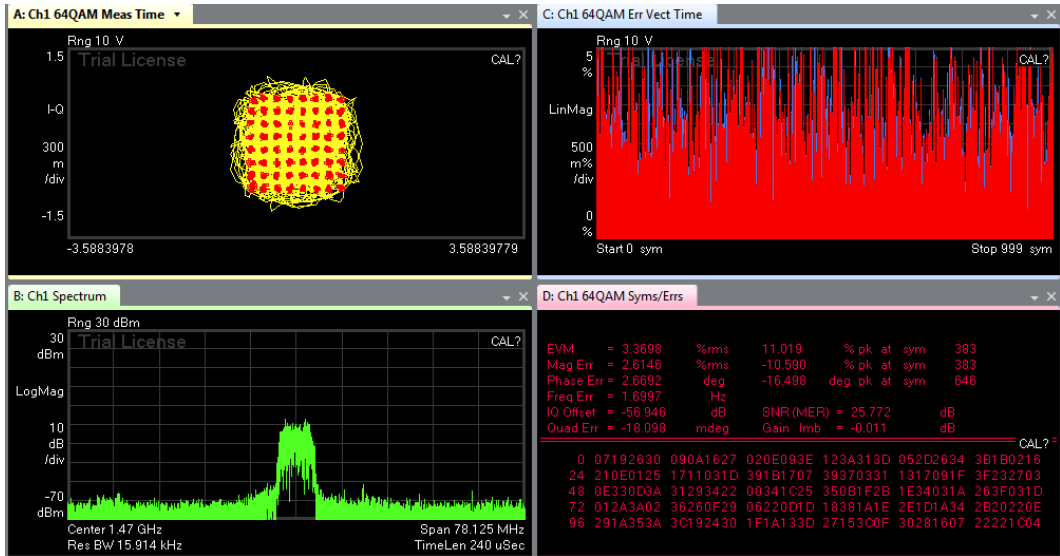 A: Ch1 64QAM Meas Time
Rng 10 V
1.5
Trial License
CAL?
I-Q
300
m
/div
-1.5
-3.5883978
3.58839779
C: Ch1 64QAM Err Vect Time
Rng 10 V
5
Trial License
CAL?
%
LinMag
500
m%
/div
0
%
Start 0 sym
Stop 999 sym
B: Ch1 Spectrum
Rng 30 dBm
30
Trial License
CAL?
dBm
LogMag
10
dB
/div
-70
dBm
Center 1.47 GHz
Span 78.125 MHz
Res BW 15.914 kHz
TimeLen 240 uSec
D: Ch1 64QAM Syms/Errs
EVM = 3.3698 %rms 11.019 % pk at sym 383
Mag Err = 2.6146 %rms -10.590 % pk at sym 383
Phase Err = 2.6692 deg -16.498 deg pk at sym 646
Freq Err = 1.6997 Hz
IQ Offset = -56.946 dB SNR(MER) = 25.772 dB
Quad Err = -18.098 mdeg Gain Imb = -0.011 dB
CAL?
0 07192630 090A1627 020E093E 123A313D 052D2634 3B1B0216
24 210E0125 1711031D 391B1707 39370331 1317091F 3F232703
48 0E330D3A 31293422 00341C25 350B1F2B 1E34031A 263F031D
72 012A3A02 36260F29 06220D1D 18381A1E 2E1D1A34 2B20220E
96 291A353A 3C192430 1F1A133D 27153C0F 30281607 22221C04